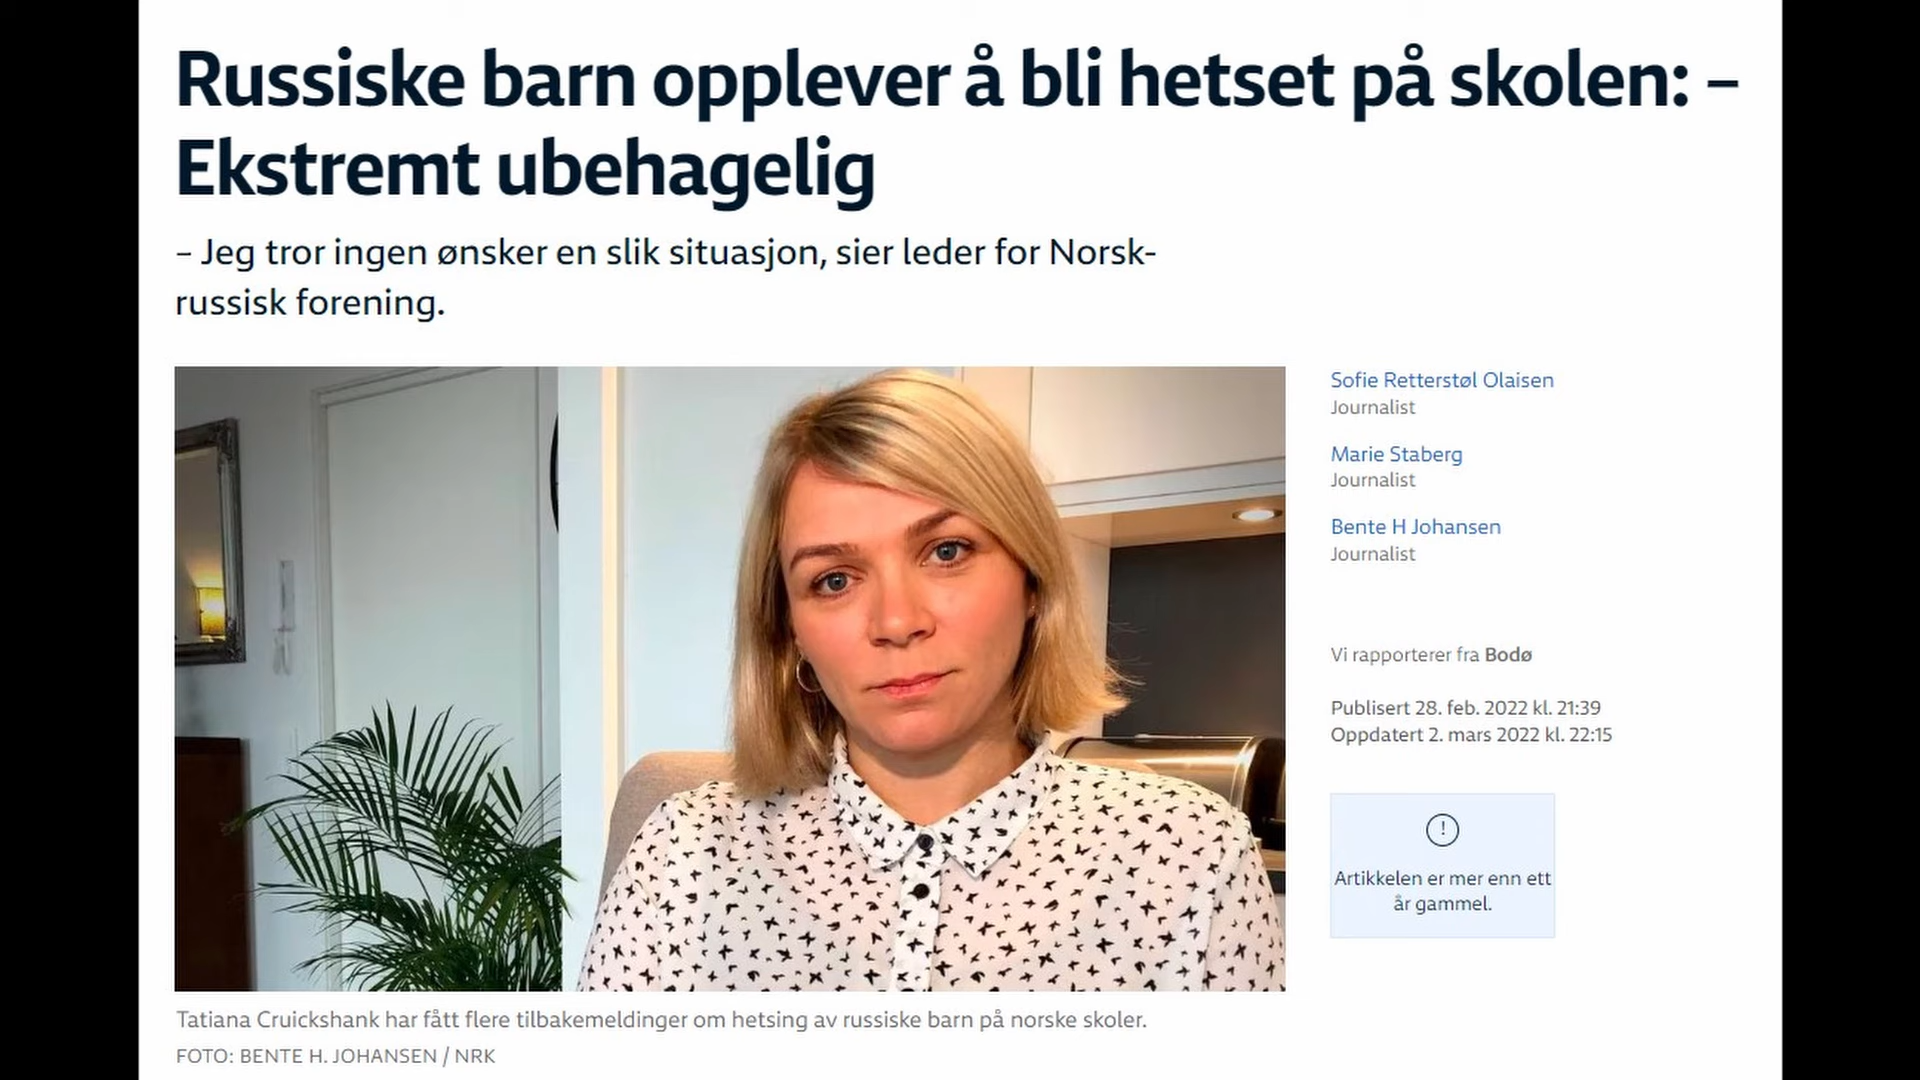 Russiske barn opplever å bli hetset på skolen: –
Ekstremt ubehagelig
– Jeg tror ingen ønsker en slik situasjon, sier leder for Norsk-
russisk forening.
Sofie Retterstøl Olaisen
Journalist
Marie Staberg
Journalist
Bente H Johansen
Journalist
Vi rapporterer fra Bodø
Publisert 28. feb. 2022 kl. 21:39
Oppdatert 2. mars 2022 kl. 22:15
Artikkelen er mer enn ett
år gammel.
Tatiana Cruickshank har fått flere tilbakemeldinger om hetsing av russiske barn på norske skoler.
FOTO: BENTE H. JOHANSEN / NRK